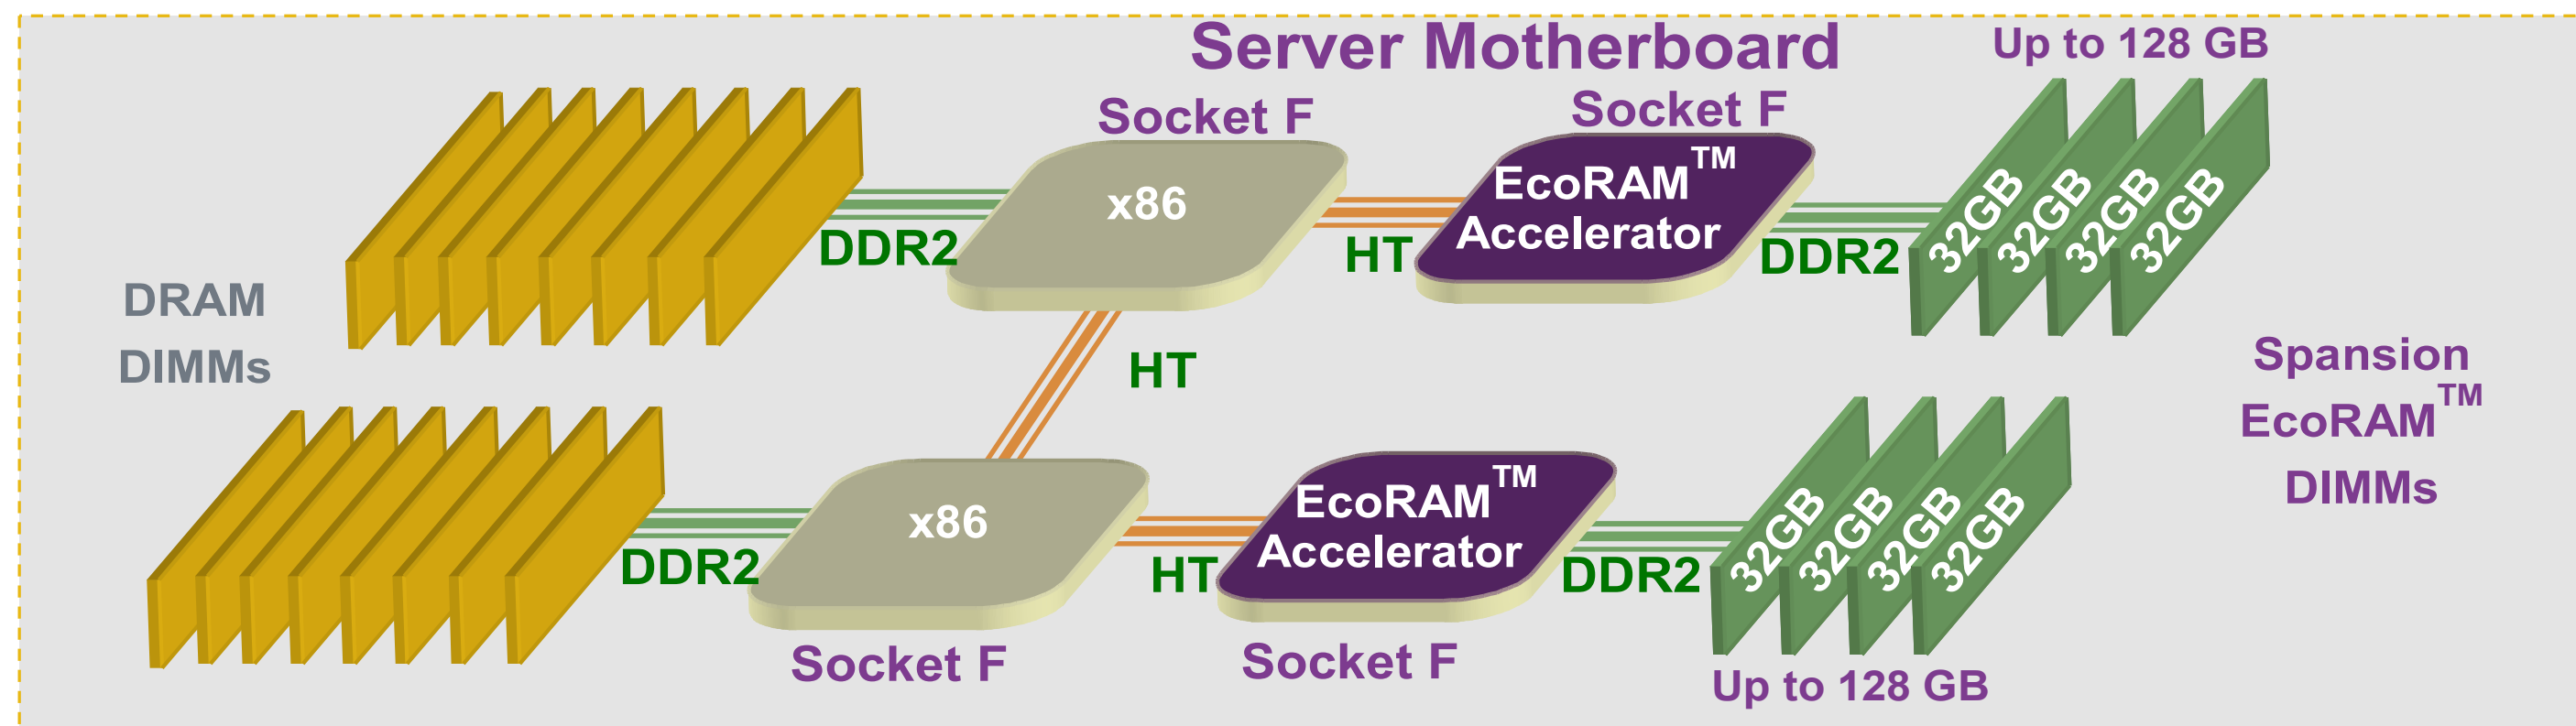 Server Motherboard
Up to 128 GB
Socket F
Socket F
x86
EcoRAM™
Accelerator
32GB
32GB
32GB
32GB
DDR2
HT
DDR2
DRAM
DIMMs
HT
Spansion
EcoRAM™
DIMMs
x86
EcoRAM™
Accelerator
32GB
32GB
32GB
32GB
DDR2
HT
DDR2
Socket F
Socket F
Up to 128 GB